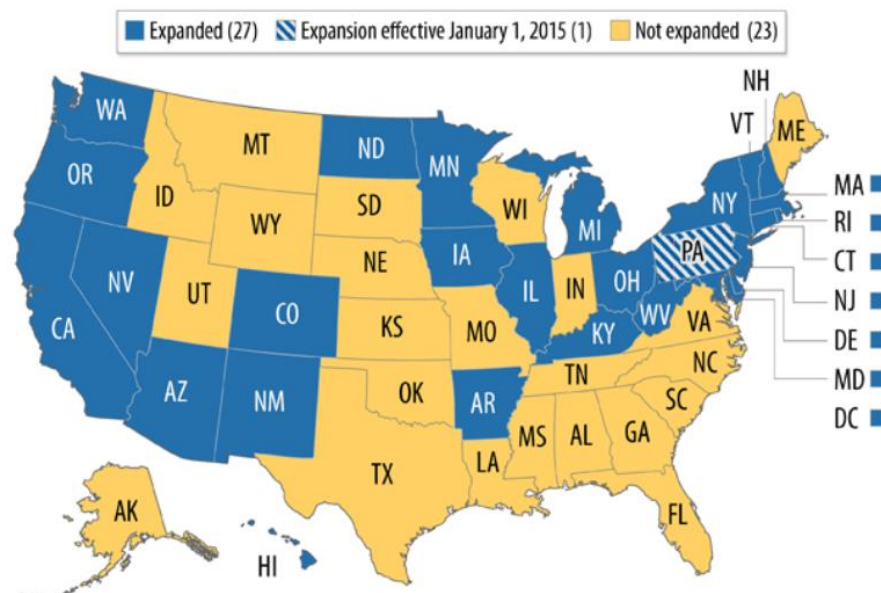 Expanded (27) Expansion effective January 1, 2015 (1) Not expanded (23)
NH
VT
ME
WA
MT
ND
MN
OR
ID
SD
WI
NY
MA
WY
MI
RI
IA
PA
CT
NE
NV
UT
IL
IN
OH
NJ
CO
WV
VA
CA
KS
MO
KY
DE
NC
MD
TN
AZ
NM
OK
AR
SC
DC
MS
AL
GA
LA
TX
AK
FL
HI